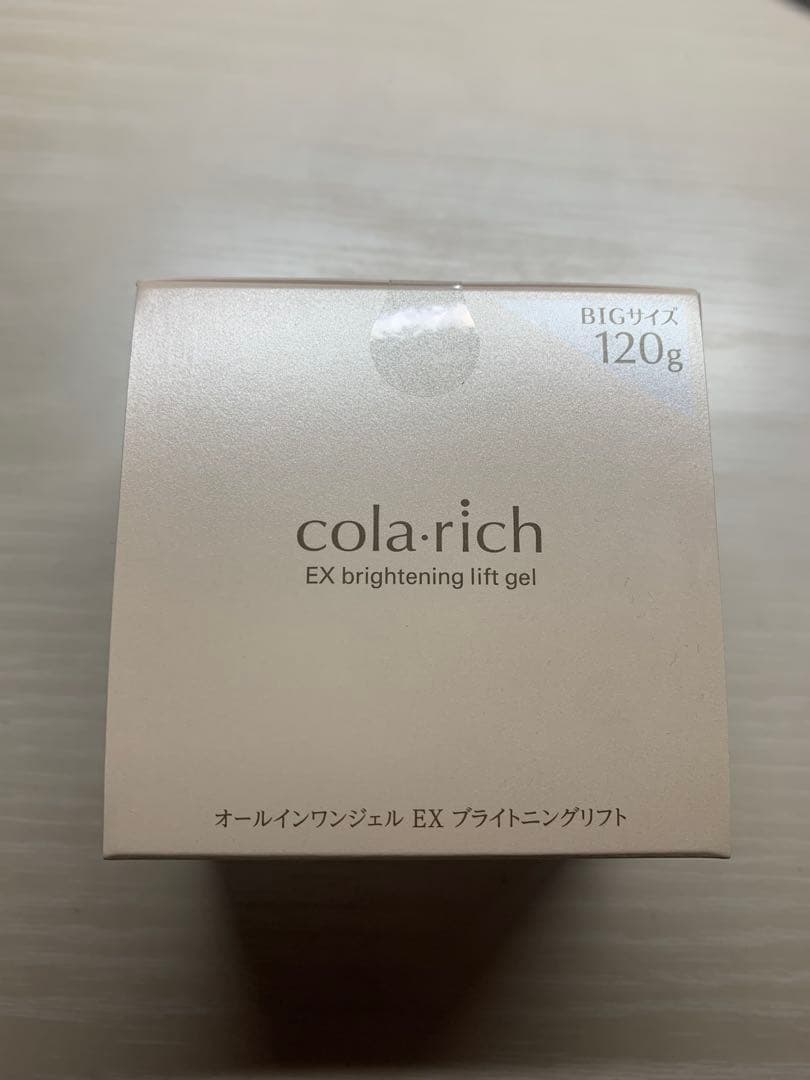 BIGサイズ
120g
cola·rich
EX brightening lift gel
オールインワンジェル EX ブライトニングリフト